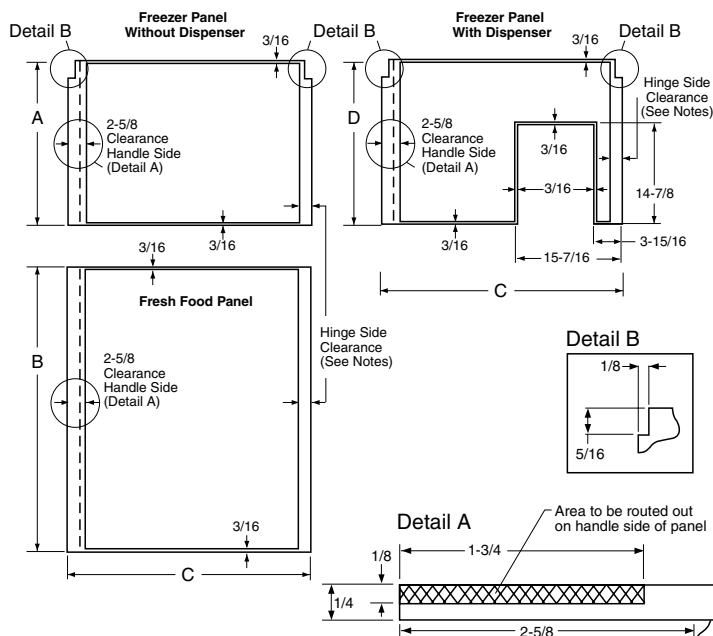 Freezer Panel
Without Dispenser
Detail B
3/16
Detail B
A
2-5/8
Clearance
Handle Side
(Detail A)
3/16
Freezer Panel
With Dispenser
3/16
Detail B
D
2-5/8
Clearance
Handle Side
(Detail A)
Hinge Side
Clearance
(See Notes)
3/16
3/16
14-7/8
3/16
3-15/16
15-7/16
C
3/16
Fresh Food Panel
B
2-5/8
Clearance
Handle Side
(Detail A)
Hinge Side
Clearance
(See Notes)
3/16
C
Detail B
1/8
5/16
Detail A
Area to be routed out
on handle side of panel
1-3/4
1/8
1/4
2-5/8